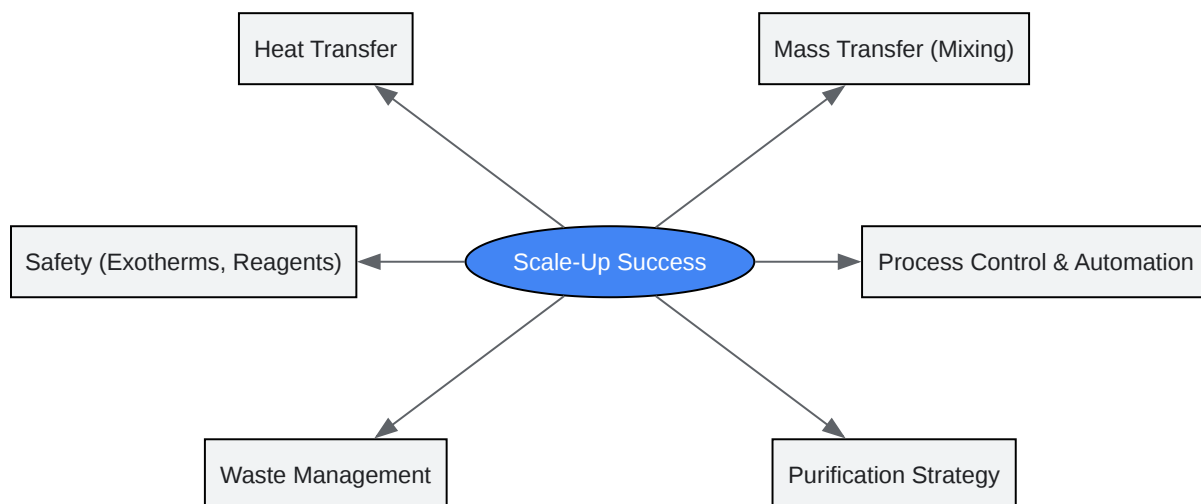 Heat Transfer
Mass Transfer (Mixing)
Safety (Exotherms, Reagents)
Scale-Up Success
Process Control & Automation
Waste Management
Purification Strategy